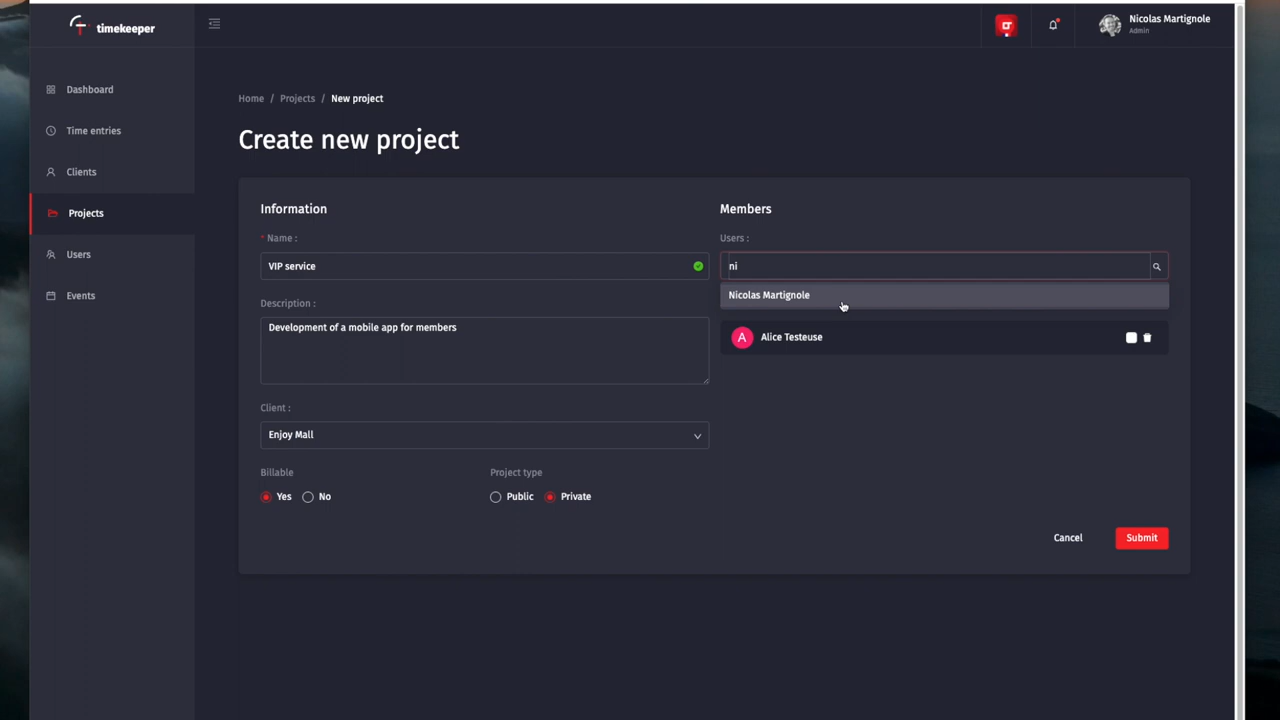 timekeeper
Nicolas Martignole
Admin
Dashboard
Time entries
Clients
Projects
Users
Events
Home / Projects / New project
Create new project
Information
* Name :
VIP service
Description :
Development of a mobile app for members
Client :
Enjoy Mall
Billable
Yes No
Project type
Public Private
Members
Users :
ni
Nicolas Martignole
A Alice Testeuse
Cancel Submit